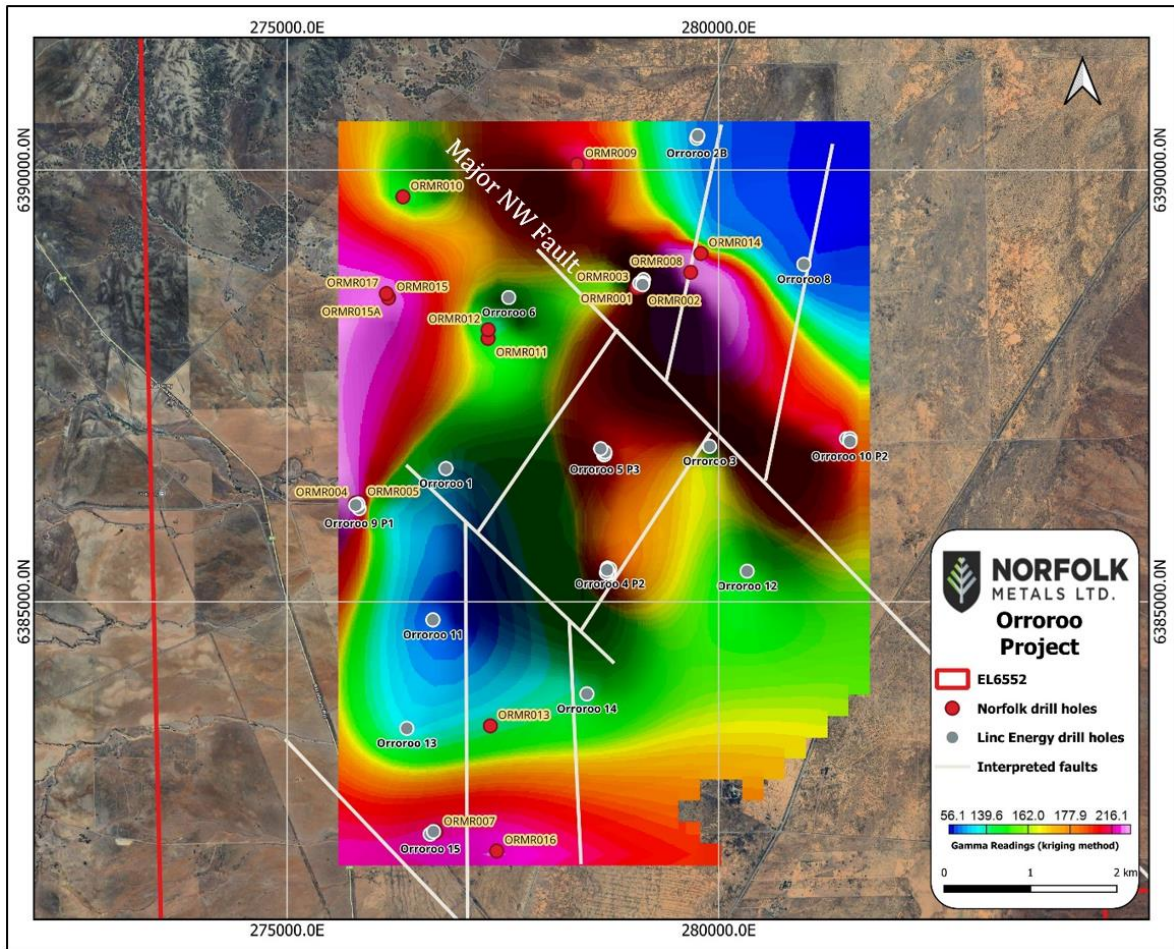 275000.0E
280000.0E
6390000.0N
6390000.0N
6385000.0N
6385000.0N
Major NW Fault
Orroroo 2B
ORMR009
ORMR010
ORMR014
ORMR008
Orroroo 8
ORMR003
ORMR001
ORMR002
ORMR017
ORMR015
ORMR015A
Orroroo 6
ORMR012
ORMR011
Orroroo 3
Orroroo 10 P2
Orroroo 5 P3
Orroroo 1
ORMR004
ORMR005
Orroroo 9 P1
Orroroo 4 P2
Orroroo 12
Orroroo 11
Orroroo 14
ORMR013
Orroroo 13
ORMR007
Orroroo 15
ORMR016
NORFOLK
METALS LTD.
Orroroo
Project
EL6552
Norfolk drill holes
Linc Energy drill holes
Interpreted faults
56.1 139.6 162.0 177.9 216.1
Gamma Readings (kriging method)
0 1 2 km
275000.0E
280000.0E